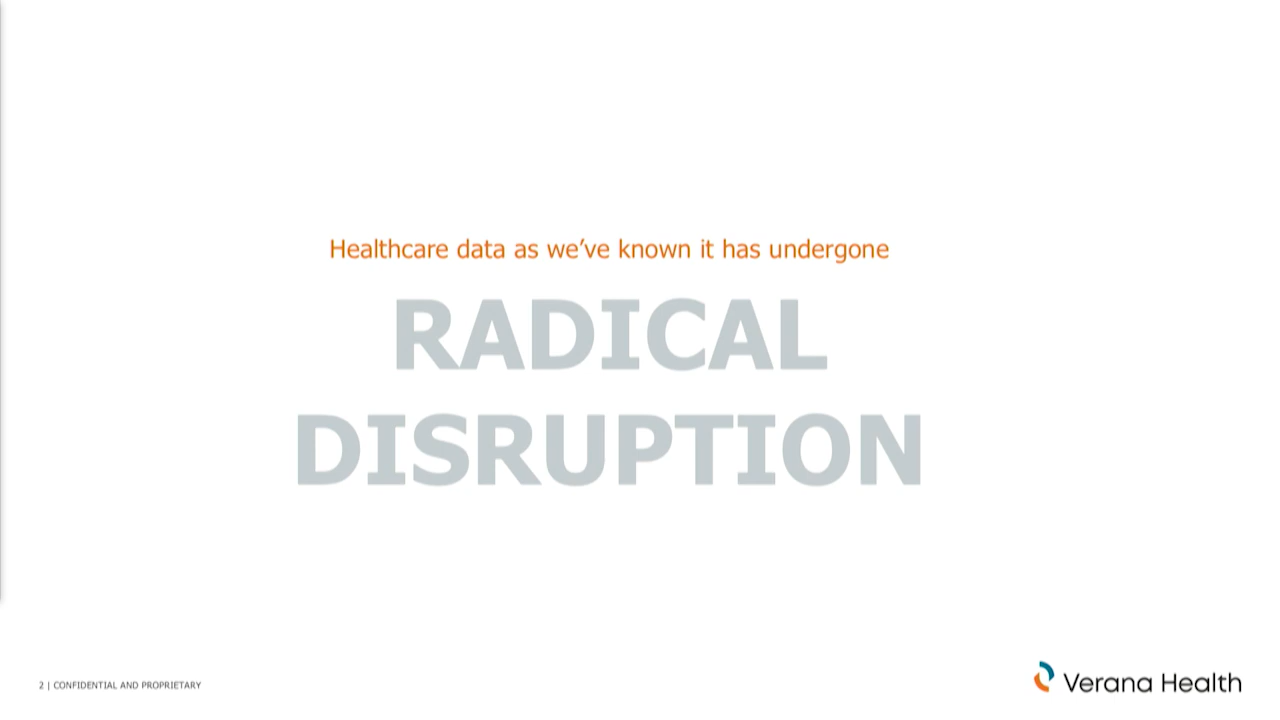 Healthcare data as we’ve known it has undergone
RADICAL
DISRUPTION
2 | CONFIDENTIAL AND PROPRIETARY
Verana Health